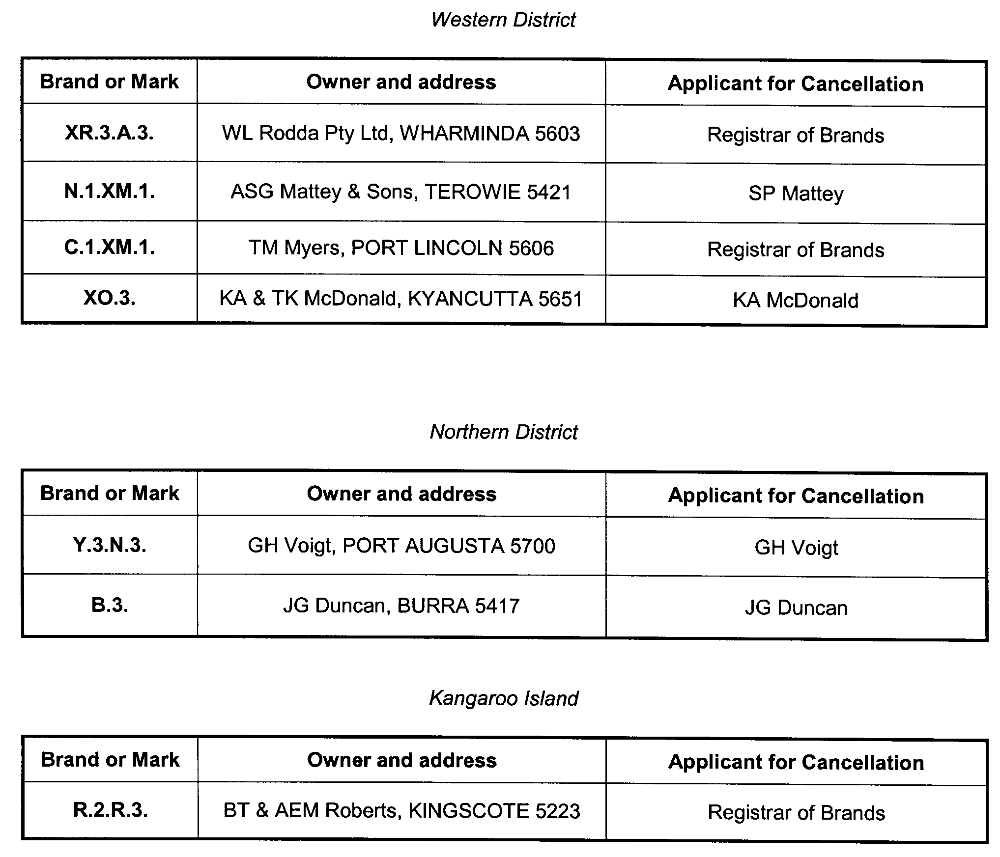 Western District
Brand or Mark Owner and address Applicant for Cancellation
XR.3.A.3. WL Rodda Pty Ltd, WHARMINDA 5603 Registrar of Brands
N.1.XM.1. ASG Mattey & Sons, TEROWIE 5421 SP Mattey
C.1.XM.1. TM Myers, PORT LINCOLN 5606 Registrar of Brands
XO.3. KA & TK McDonald, KYANCUTTA 5651 KA McDonald
Northern District
Brand or Mark Owner and address Applicant for Cancellation
Y.3.N.3. GH Voigt, PORT AUGUSTA 5700 GH Voigt
B.3. JG Duncan, BURRA 5417 JG Duncan
Kangaroo Island
Brand or Mark Owner and address Applicant for Cancellation
R.2.R.3. BT & AEM Roberts, KINGSCOTE 5223 Registrar of Brands